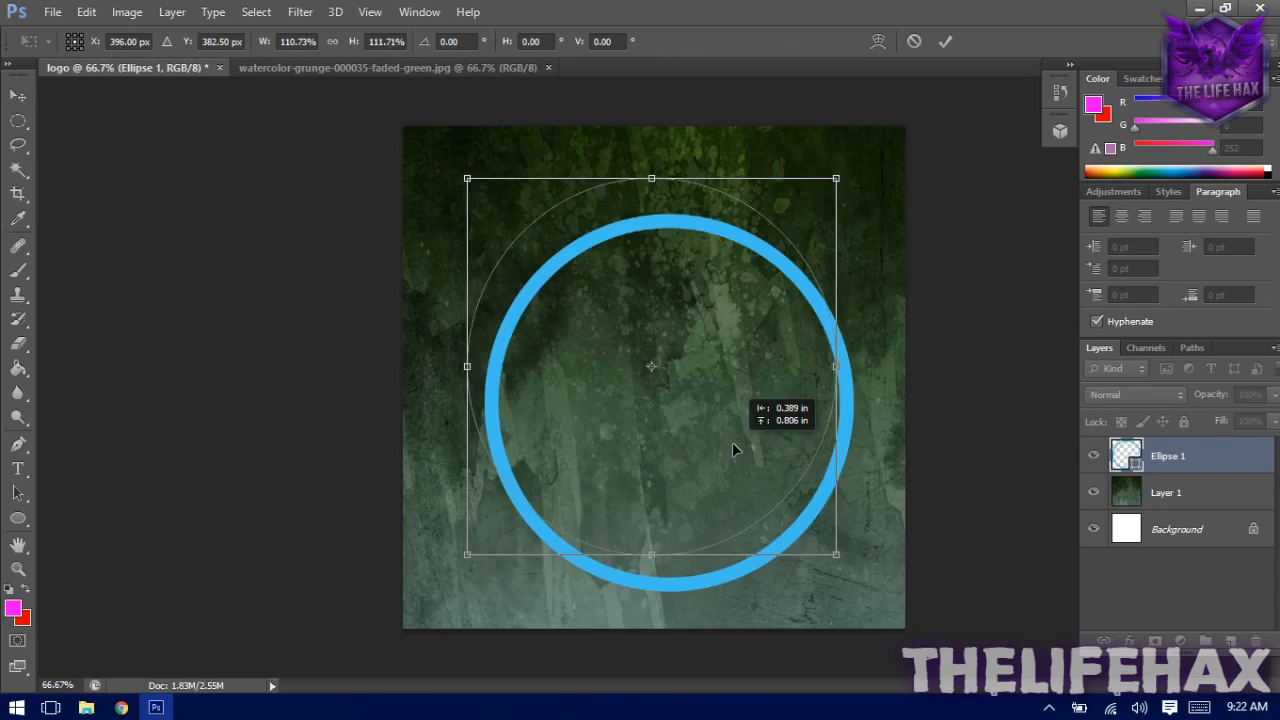 Ps File Edit Image Layer Type Select Filter 3D View Window Help
X: 396.00 px Y: 382.50 px W: 110.73% H: 111.71% 0.00 ° H: 0.00 ° V: 0.00 °
logo @ 66.7% (Ellipse 1, RGB/8) * × watercolor-grunge-000035-faded-green.jpg @ 66.7% (RGB/8) ×
THE LIFE HAX
Color Swatches
R
G 0
B 252
Adjustments Styles Paragraph
0 pt 0 pt
0 pt
0 pt 0 pt
Hyphenate
Layers Channels Paths
Kind
Normal Opacity: 100%
Lock: Fill: 100%
Ellipse 1
Layer 1
Background
0.389 in
0.806 in
66.67% Doc: 1.83M/2.55M
THELIFEHAX
Ps 9:22 AM